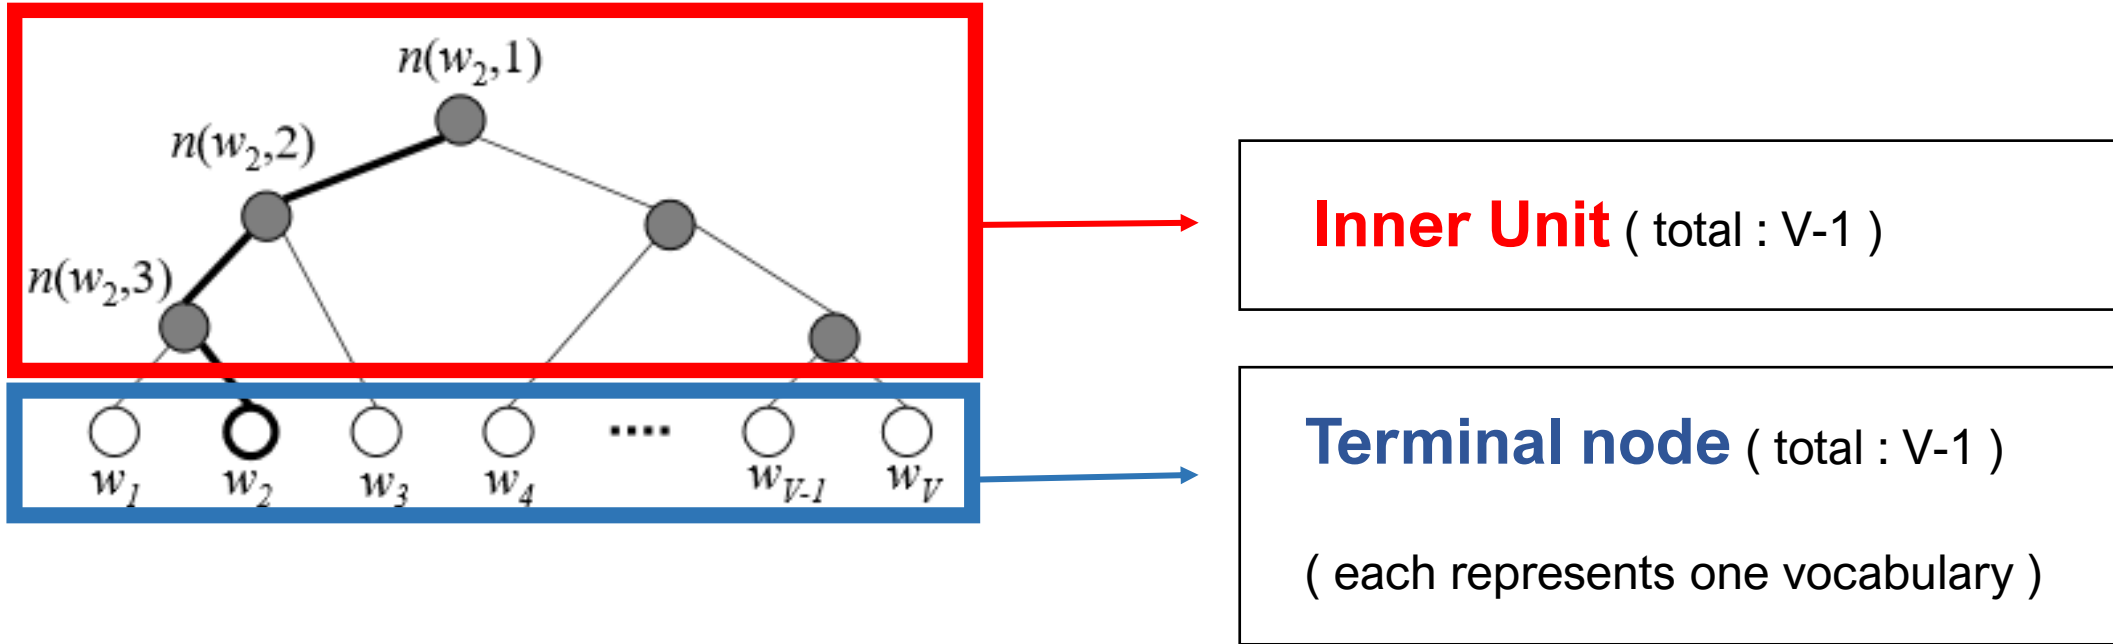 n(w2,1)
n(w2,2)
n(w2,3)
w1 w2 w3 w4 .... wV-1 wV
Inner Unit ( total : V-1 )
Terminal node ( total : V-1 )
( each represents one vocabulary )